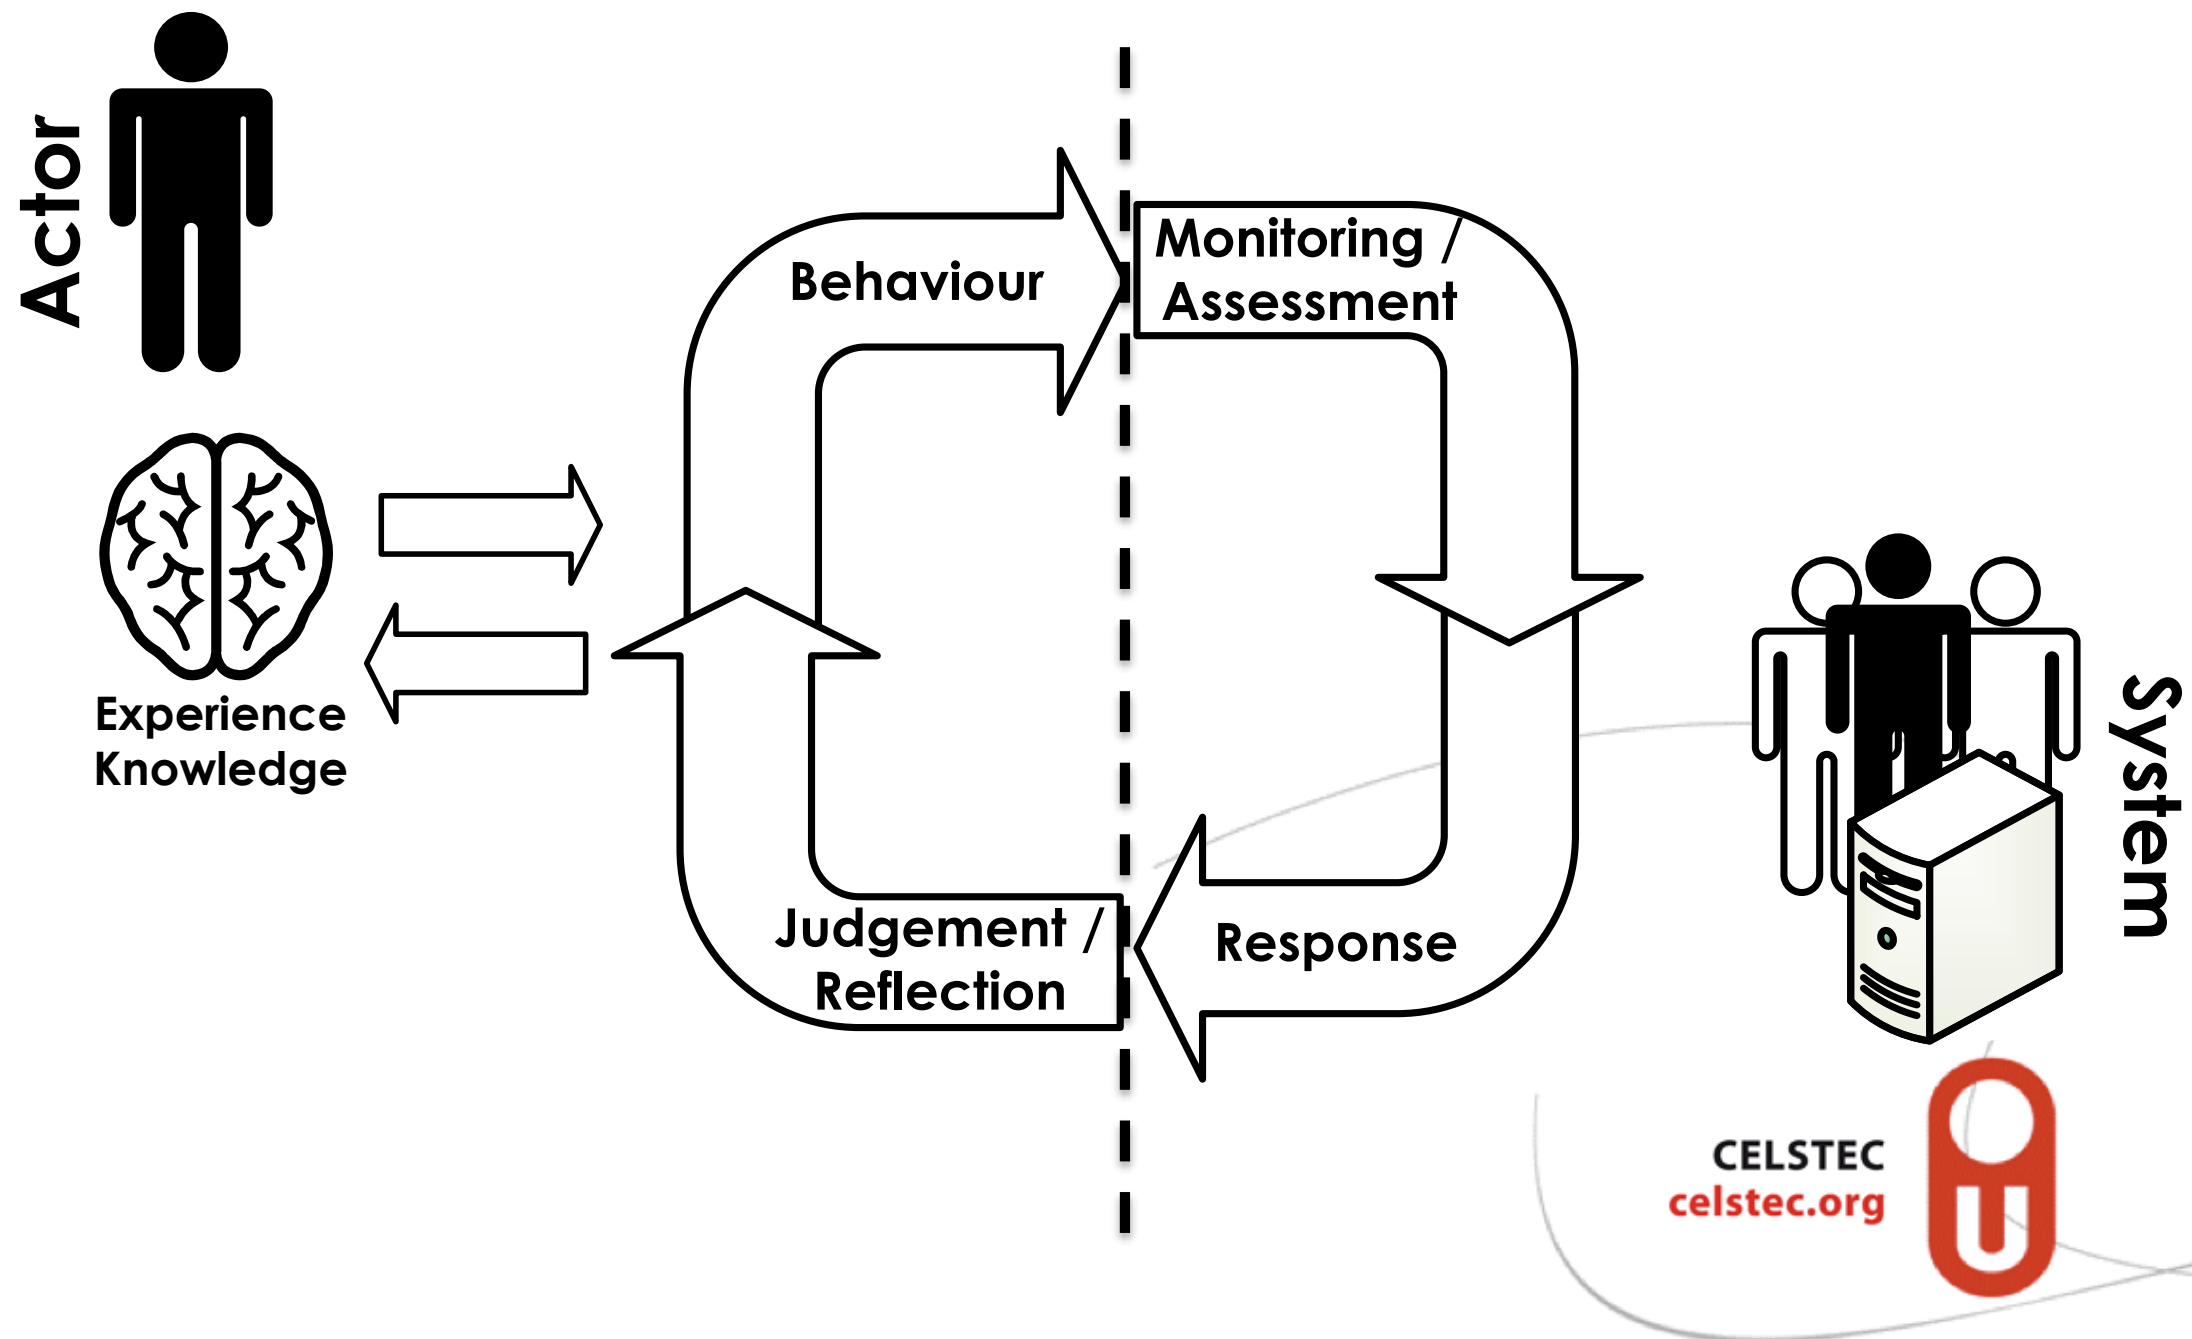 Actor
Behaviour
Monitoring /
Assessment
Experience
Knowledge
System
Judgement /
Reflection
Response
CELSTEC
celstec.org
U